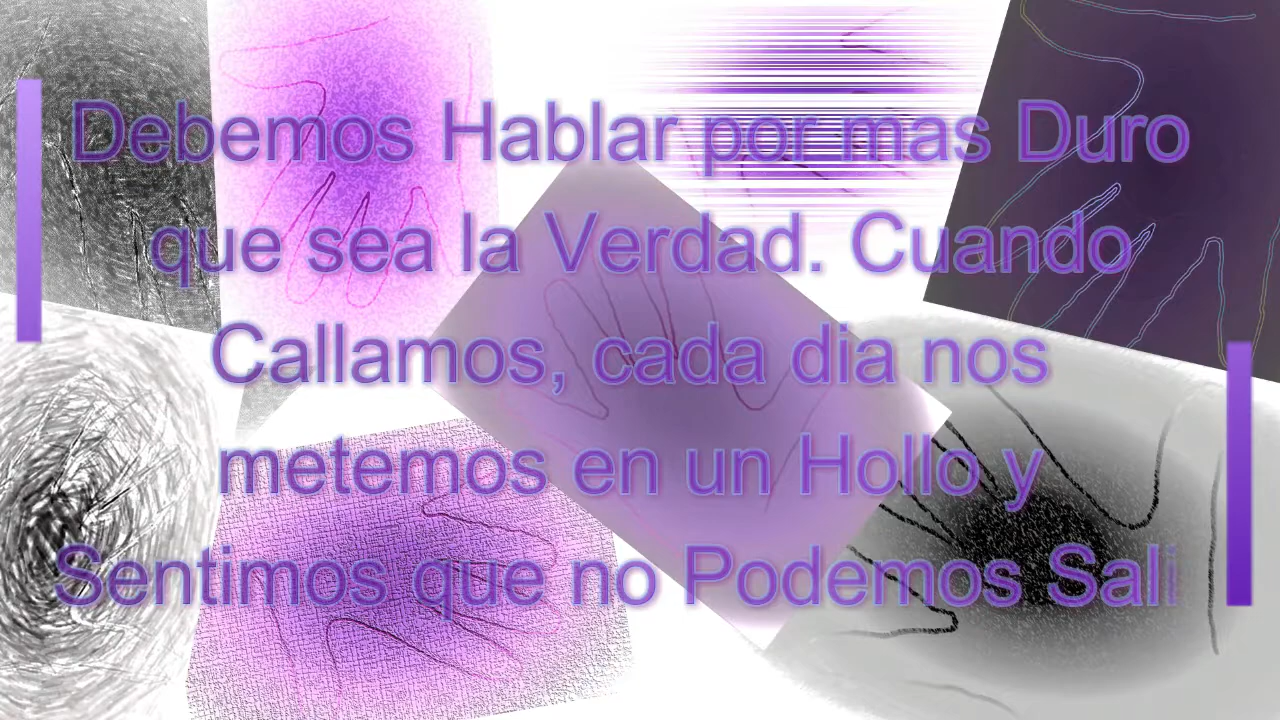 Debemos Hablar por mas Duro
que sea la Verdad. Cuando
Callamos, cada dia nos
metemos en un Hollo y
Sentimos que no Podemos Sali